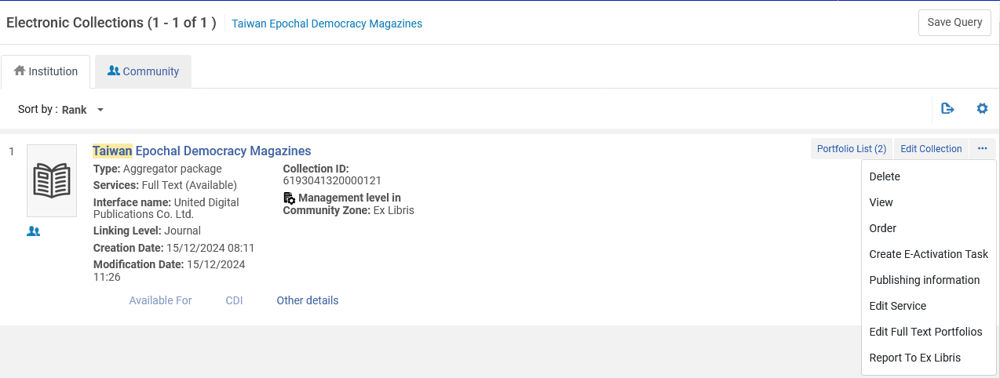 Electronic Collections (1 - 1 of 1 ) Taiwan Epochal Democracy Magazines Save Query
Institution Community
Sort by : Rank
1 Taiwan Epochal Democracy Magazines Portfolio List (2) Edit Collection ...
Type: Aggregator package
Services: Full Text (Available)
Interface name: United Digital
Publications Co. Ltd.
Linking Level: Journal
Creation Date: 15/12/2024 08:11
Modification Date: 15/12/2024
11:26
Collection ID:
6193041320000121
Management level in
Community Zone: Ex Libris
Available For CDI Other details
Delete
View
Order
Create E-Activation Task
Publishing information
Edit Service
Edit Full Text Portfolios
Report To Ex Libris